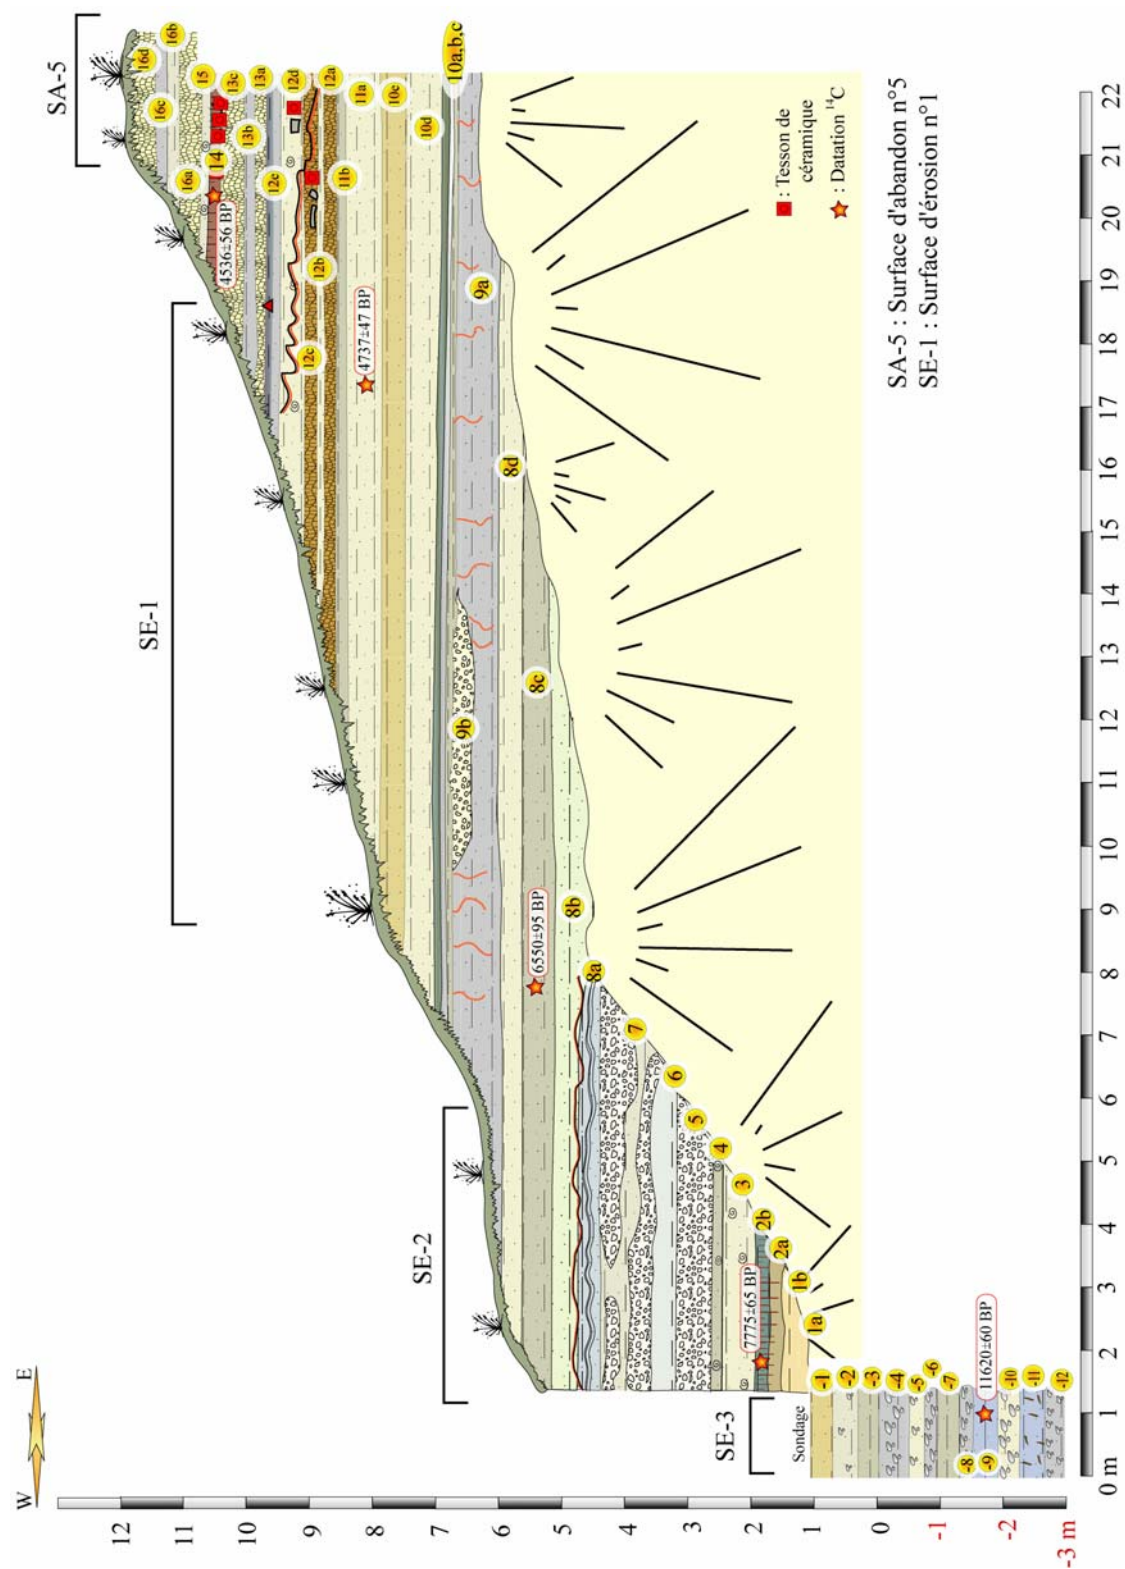 W
E
SA-5
SE-1
SE-2
SE-3
Sondage
16b
16d
16c
16a
15
14
13c
13b
13a
12d
12c
12a
12b
12c
11a
11b
10e
10d
10a,b,c
9a
9b
8d
8c
8b
8a
7
6
5
4
3
2b
2a
1b
1a
-1
-2
-3
-4
-5
-6
-7
-8
-9
-10
-11
-12
4536±56 BP
4737±47 BP
6550±95 BP
7775±65 BP
11620±60 BP
: Tesson de
céramique
: Datation ¹⁴C
SA-5 : Surface d'abandon n°5
SE-1 : Surface d'érosion n°1
12
11
10
9
8
7
6
5
4
3
2
1
0
-1
-2
-3 m
0 m
1
2
3
4
5
6
7
8
9
10
11
12
13
14
15
16
17
18
19
20
21
22